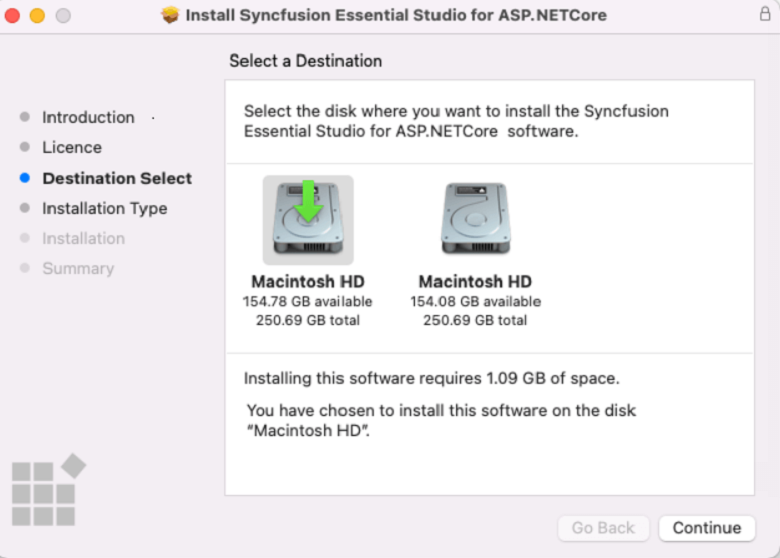 Install Syncfusion Essential Studio for ASP.NETCore
Select a Destination
Introduction
Licence
Destination Select
Installation Type
Installation
Summary
Select the disk where you want to install the Syncfusion
Essential Studio for ASP.NETCore software.
Macintosh HD
154.78 GB available
250.69 GB total
Macintosh HD
154.08 GB available
250.69 GB total
Installing this software requires 1.09 GB of space.
You have chosen to install this software on the disk
“Macintosh HD”.
Go Back
Continue